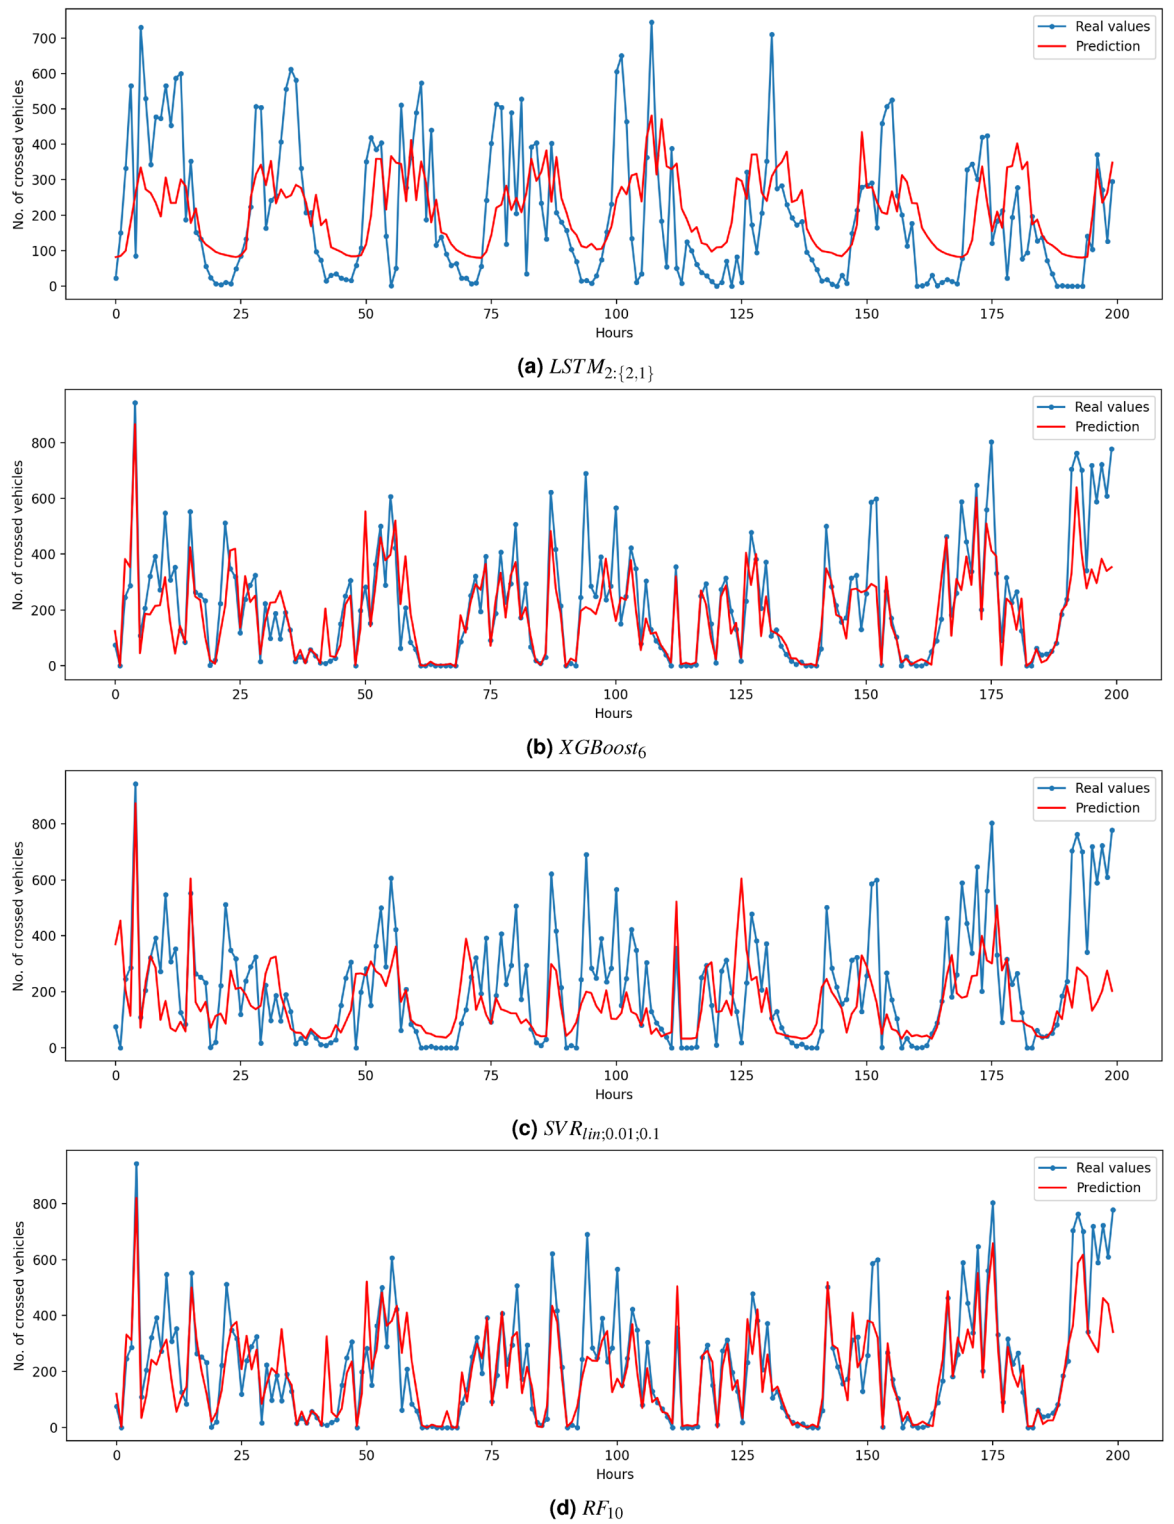 No. of crossed vehicles
700
600
500
400
300
200
100
0
Real values
Prediction
0 25 50 75 100 125 150 175 200
Hours
(a) LSTM2:{2,1}
No. of crossed vehicles
800
600
400
200
0
Real values
Prediction
0 25 50 75 100 125 150 175 200
Hours
(b) XGBoost6
No. of crossed vehicles
800
600
400
200
0
Real values
Prediction
0 25 50 75 100 125 150 175 200
Hours
(c) SVRlin;0.01;0.1
No. of crossed vehicles
800
600
400
200
0
Real values
Prediction
0 25 50 75 100 125 150 175 200
Hours
(d) RF10